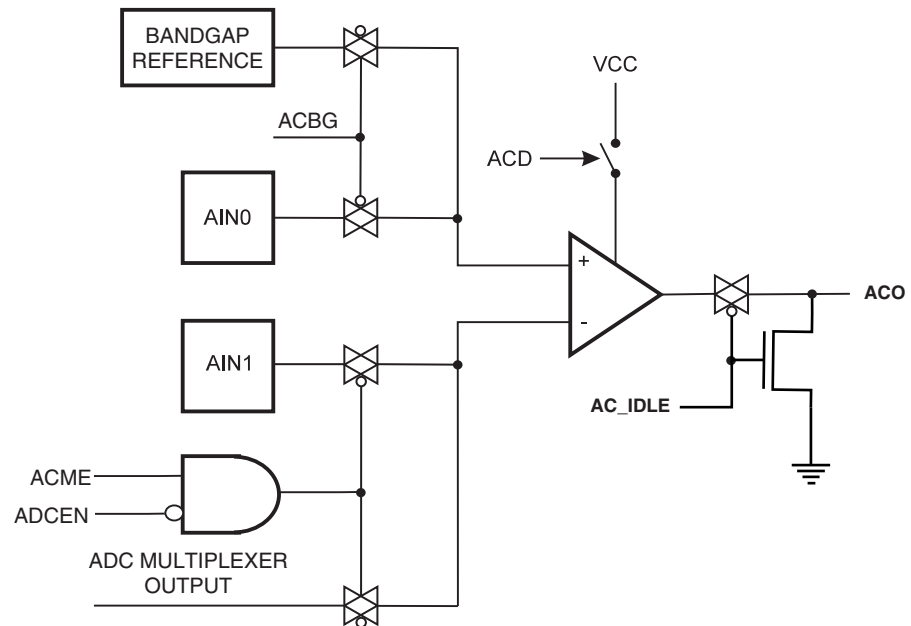 BANDGAP
REFERENCE
ACBG
VCC
ACD
AIN0
+
-
ACO
AIN1
AC_IDLE
ACME
ADCEN
ADC MULTIPLEXER
OUTPUT